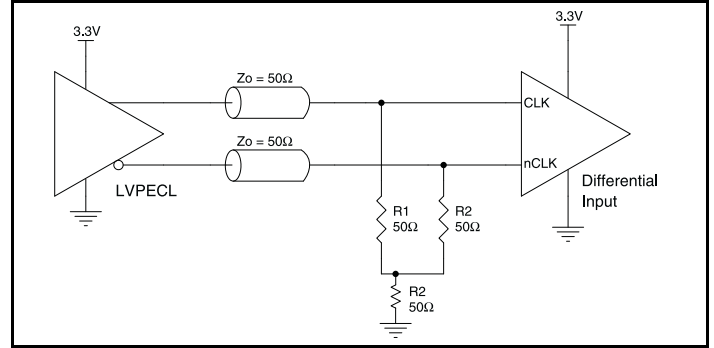 3.3V
3.3V
Zo = 50Ω
CLK
Zo = 50Ω
nCLK
LVPECL
Differential
Input
R1
50Ω
R2
50Ω
R2
50Ω